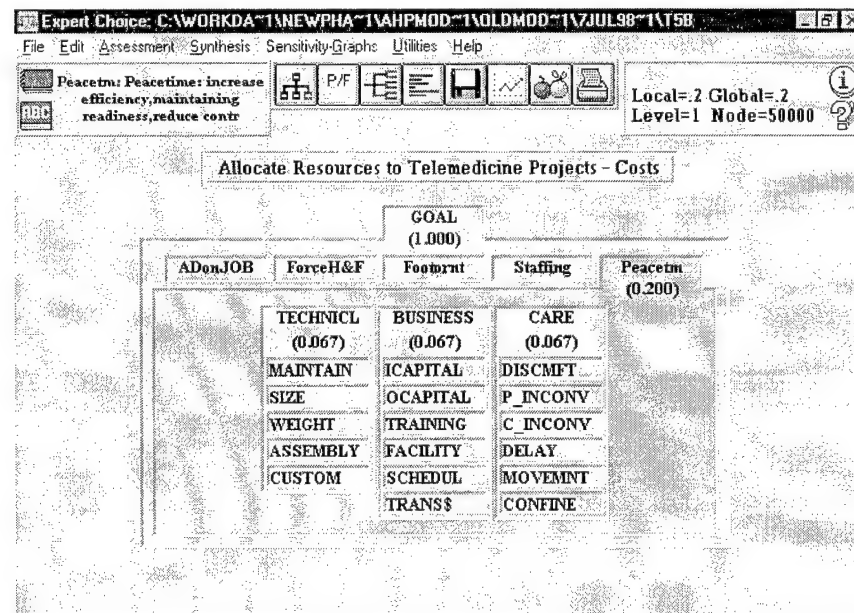 Expert Choice: C:\WORKDA~1\NEWPHA~1\AHPMOD~1\OLDMOD~1\7JUL98~1\T5B
File Edit Assessment Synthesis Sensitivity-Graphs Utilities Help
Peacetm: Peacetime: increase
efficiency,maintaining
readiness,reduce contr
ABC
P/F
Local=.2 Global=.2
Level=1 Node=50000
Allocate Resources to Telemedicine Projects - Costs
GOAL
(1.000)
ADonJOB ForceH&F Footprnt Staffing Peacetm
(0.200)
TECHNICL BUSINESS CARE
(0.067) (0.067) (0.067)
MAINTAIN ICAPITAL DISCMFT
SIZE OCAPITAL P_INCONV
WEIGHT TRAINING C_INCONV
ASSEMBLY FACILITY DELAY
CUSTOM SCHEDUL MOVEMNT
TRANS$ CONFINE